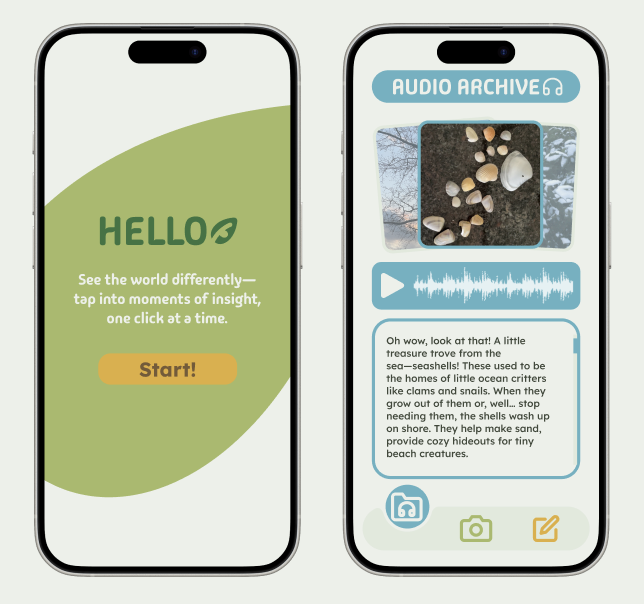 HELLO
See the world differently—
tap into moments of insight,
one click at a time.
Start!
AUDIO ARCHIVE
Oh wow, look at that! A little
treasure trove from the
sea—seashells! These used to be
the homes of little ocean critters
like clams and snails. When they
grow out of them or, well... stop
needing them, the shells wash up
on shore. They help make sand,
provide cozy hideouts for tiny
beach creatures.